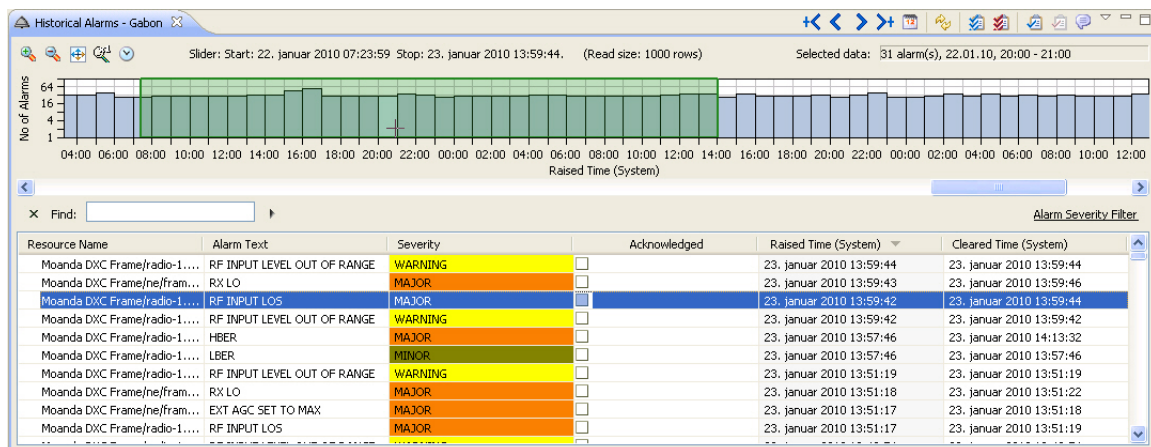 Historical Alarms - Gabon
Slider: Start: 22. januar 2010 07:23:59 Stop: 23. januar 2010 13:59:44. (Read size: 1000 rows) Selected data: 31 alarm(s), 22.01.10, 20:00 - 21:00
No of Alarms
64
16
4
1
04:00 06:00 08:00 10:00 12:00 14:00 16:00 18:00 20:00 22:00 00:00 02:00 04:00 06:00 08:00 10:00 12:00 14:00 16:00 18:00 20:00 22:00 00:00 02:00 04:00 06:00 08:00 10:00 12:00
Raised Time (System)
Find: Alarm Severity Filter
Resource Name Alarm Text Severity Acknowledged Raised Time (System) Cleared Time (System)
Moanda DXC Frame/radio-1.... RF INPUT LEVEL OUT OF RANGE WARNING 23. januar 2010 13:59:44 23. januar 2010 13:59:44
Moanda DXC Frame/ne/fram... RX LO MAJOR 23. januar 2010 13:59:43 23. januar 2010 13:59:46
Moanda DXC Frame/radio-1.... RF INPUT LOS MAJOR 23. januar 2010 13:59:42 23. januar 2010 13:59:44
Moanda DXC Frame/radio-1.... RF INPUT LEVEL OUT OF RANGE WARNING 23. januar 2010 13:59:42 23. januar 2010 13:59:42
Moanda DXC Frame/radio-1.... HBER MAJOR 23. januar 2010 13:57:46 23. januar 2010 14:13:32
Moanda DXC Frame/radio-1.... LBER MINOR 23. januar 2010 13:57:46 23. januar 2010 13:57:46
Moanda DXC Frame/radio-1.... RF INPUT LEVEL OUT OF RANGE WARNING 23. januar 2010 13:51:19 23. januar 2010 13:51:19
Moanda DXC Frame/ne/fram... RX LO MAJOR 23. januar 2010 13:51:18 23. januar 2010 13:51:22
Moanda DXC Frame/ne/fram... EXT AGC SET TO MAX MAJOR 23. januar 2010 13:51:17 23. januar 2010 13:51:18
Moanda DXC Frame/radio-1.... RF INPUT LOS MAJOR 23. januar 2010 13:51:17 23. januar 2010 13:51:19